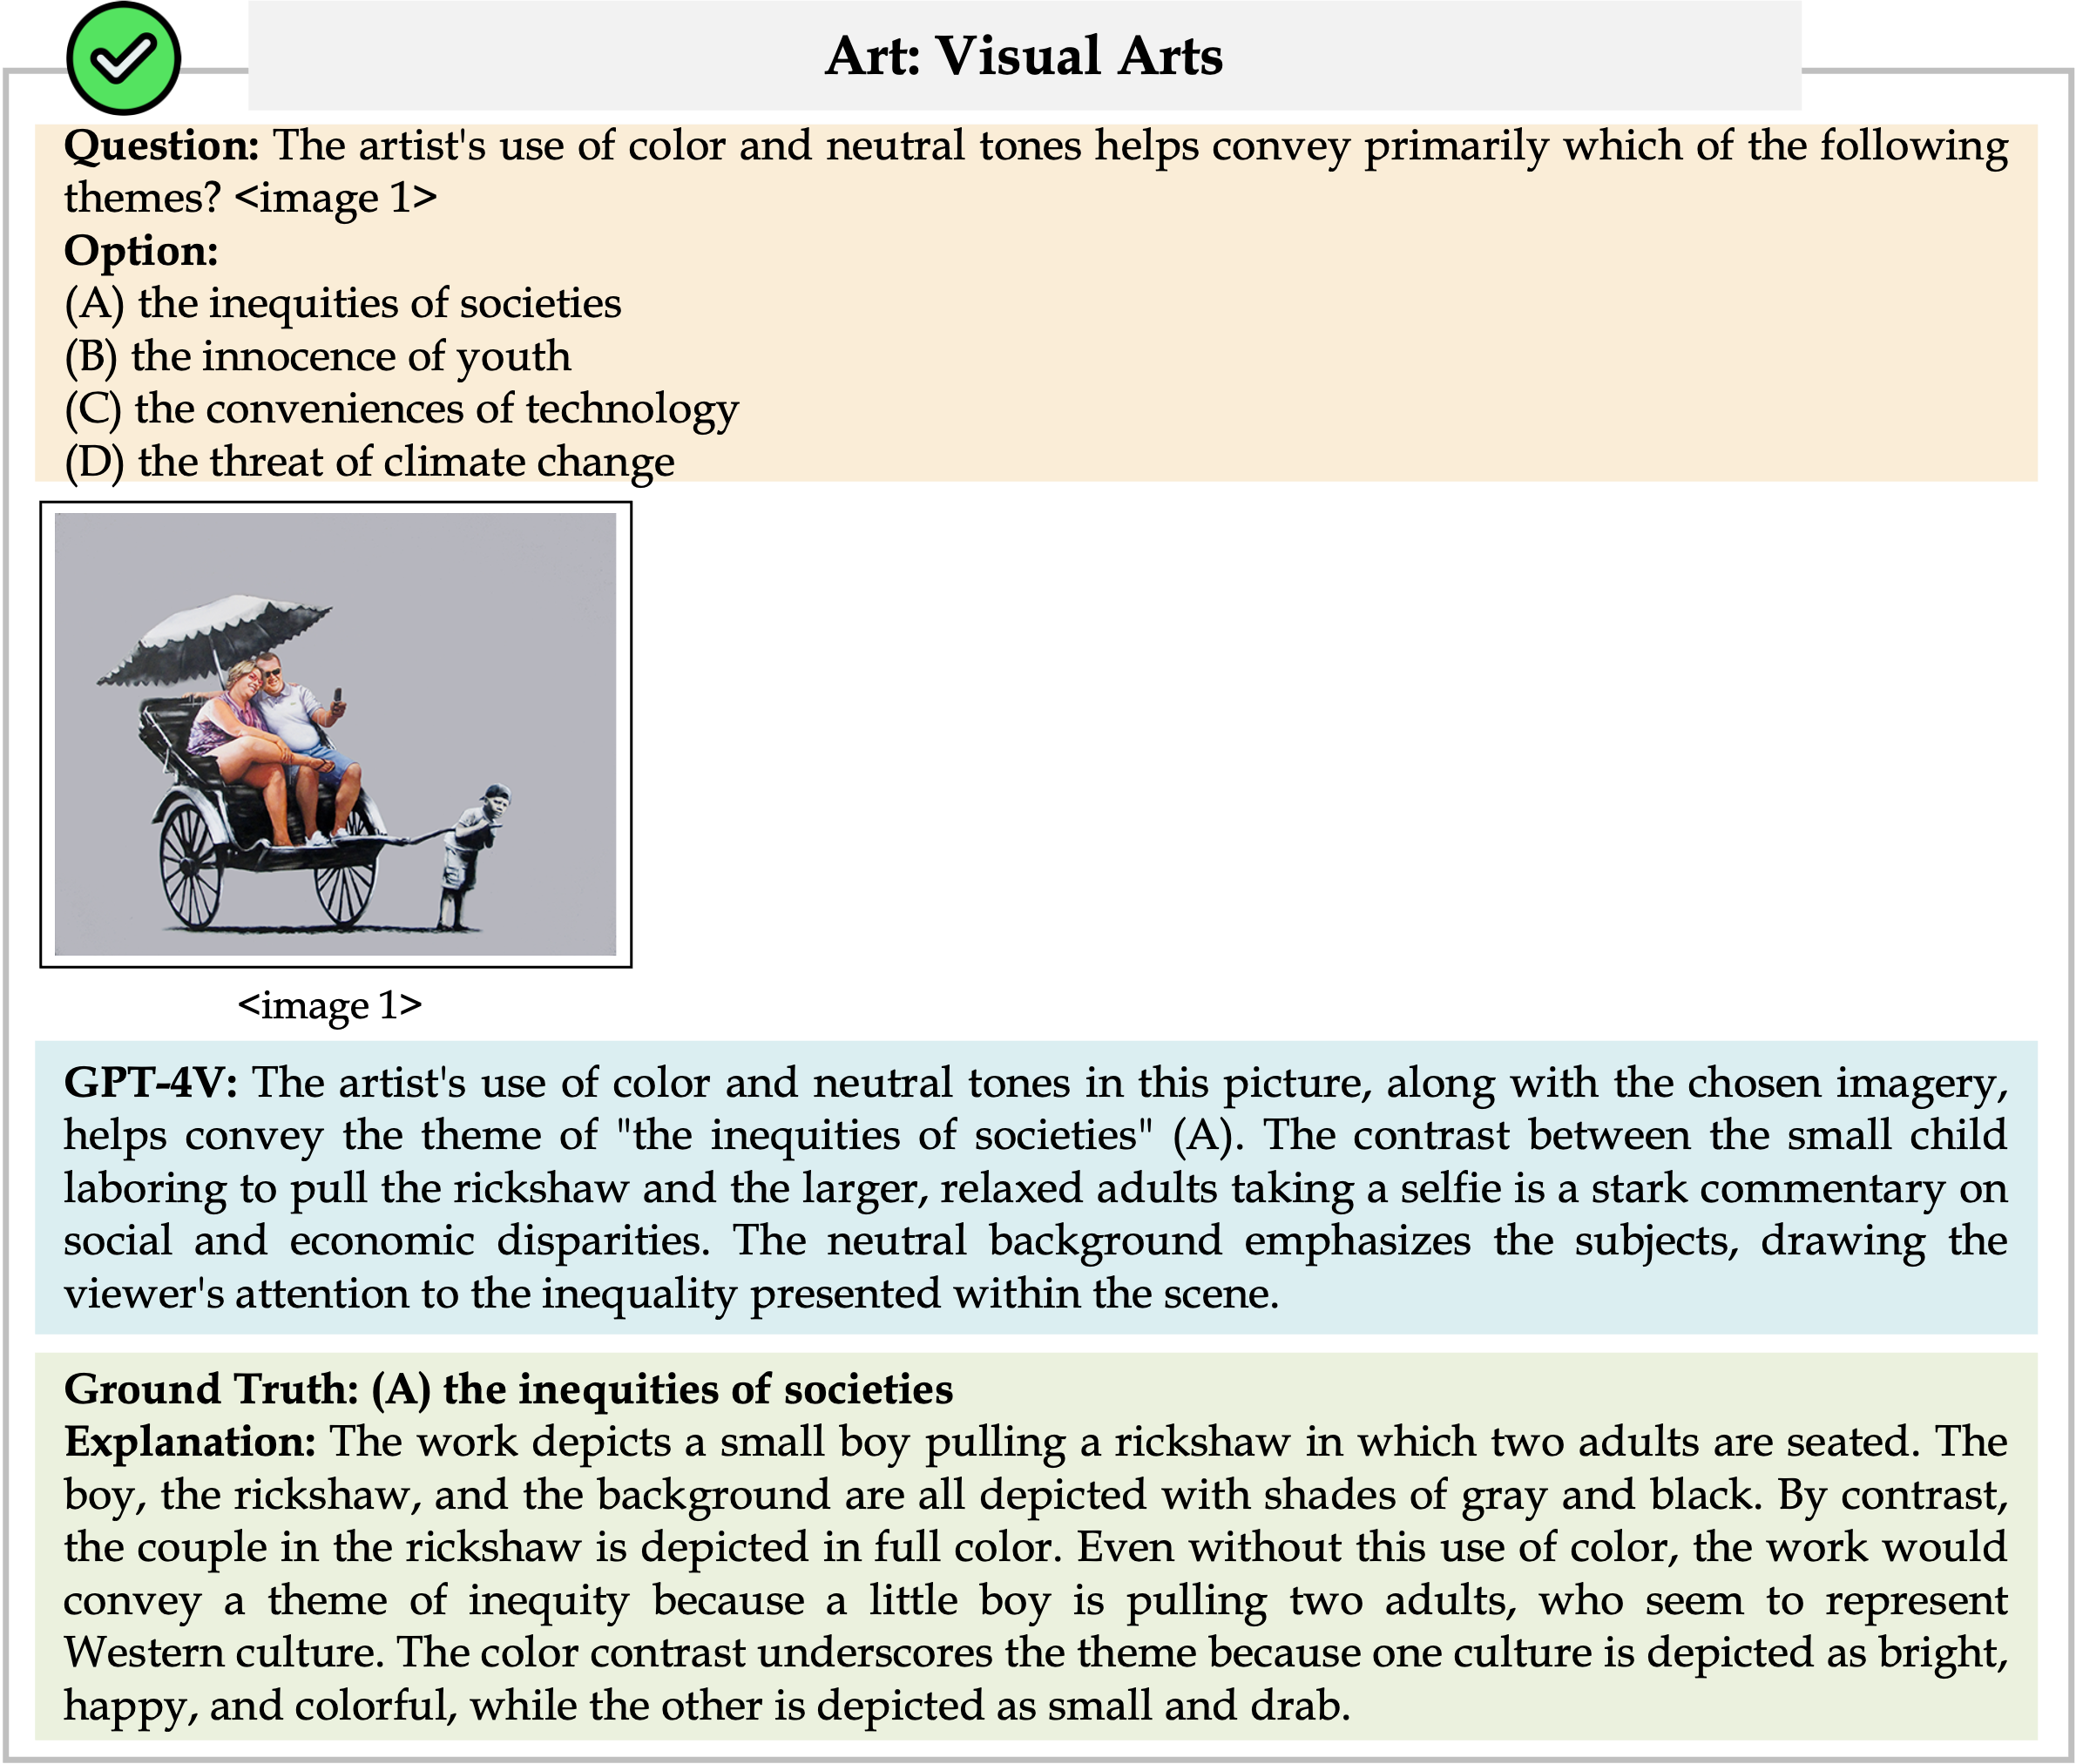 Art: Visual Arts
Question: The artist's use of color and neutral tones helps convey primarily which of the following
themes? <image 1>
Option:
(A) the inequities of societies
(B) the innocence of youth
(C) the conveniences of technology
(D) the threat of climate change
<image 1>
GPT-4V: The artist's use of color and neutral tones in this picture, along with the chosen imagery,
helps convey the theme of "the inequities of societies" (A). The contrast between the small child
laboring to pull the rickshaw and the larger, relaxed adults taking a selfie is a stark commentary on
social and economic disparities. The neutral background emphasizes the subjects, drawing the
viewer's attention to the inequality presented within the scene.
Ground Truth: (A) the inequities of societies
Explanation: The work depicts a small boy pulling a rickshaw in which two adults are seated. The
boy, the rickshaw, and the background are all depicted with shades of gray and black. By contrast,
the couple in the rickshaw is depicted in full color. Even without this use of color, the work would
convey a theme of inequity because a little boy is pulling two adults, who seem to represent
Western culture. The color contrast underscores the theme because one culture is depicted as bright,
happy, and colorful, while the other is depicted as small and drab.